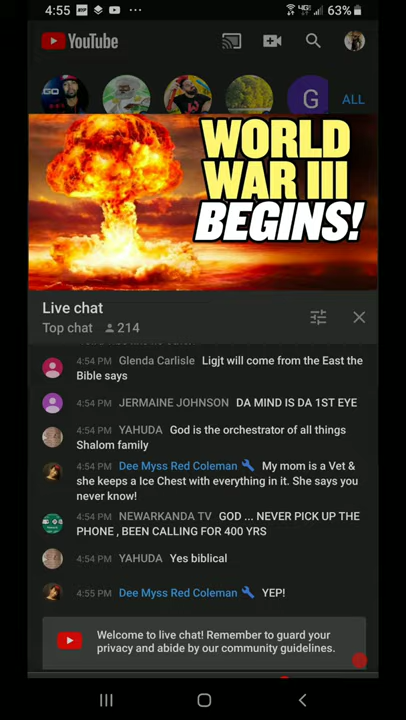 4:55 63%
YouTube
GO G ALL
WORLD
WAR III
BEGINS!
Live chat
Top chat 214
4:54 PM Glenda Carlisle Ligjt will come from the East the
Bible says
4:54 PM JERMAINE JOHNSON DA MIND IS DA 1ST EYE
4:54 PM YAHUDA God is the orchestrator of all things
Shalom family
4:54 PM Dee Myss Red Coleman My mom is a Vet &
she keeps a Ice Chest with everything in it. She says you
never know!
4:54 PM NEWARKANDA TV GOD ... NEVER PICK UP THE
PHONE , BEEN CALLING FOR 400 YRS
4:54 PM YAHUDA Yes biblical
4:55 PM Dee Myss Red Coleman YEP!
Welcome to live chat! Remember to guard your
privacy and abide by our community guidelines.